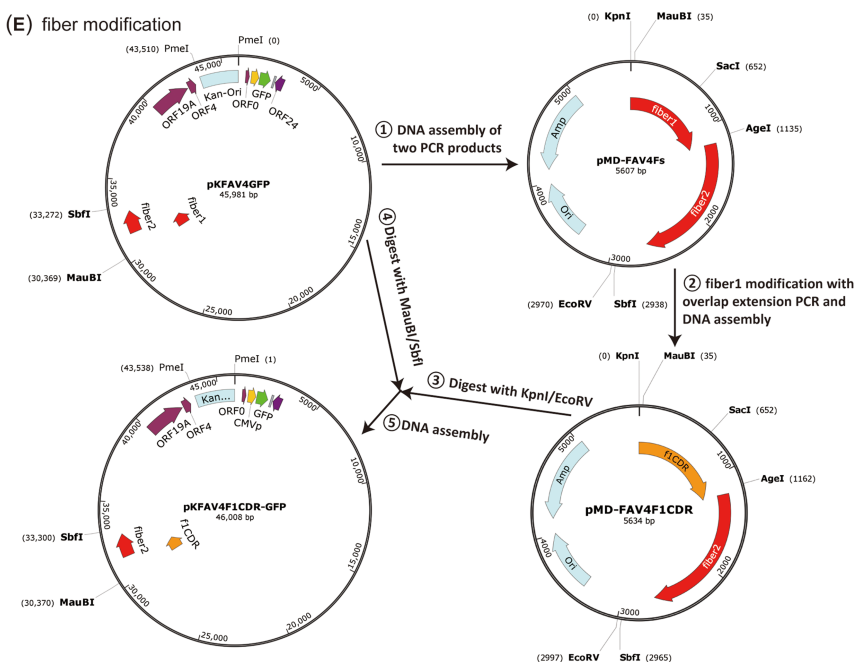 (E) fiber modification
(43,510) PmeI
PmeI (0)
45,000
5000
10,000
15,000
20,000
25,000
30,000
35,000
40,000
ORF19A
ORF4
Kan-Ori
ORF0
GFP
ORF24
pKFAV4GFP
45,981 bp
(33,272) SbfI
fiber2
fiber1
(30,369) MauBI
① DNA assembly of
two PCR products
(0) KpnI
MauBI (35)
SacI (652)
AgeI (1135)
1000
2000
3000
4000
5000
Amp
Ori
fiber1
fiber2
pMD-FAV4Fs
5607 bp
(2970) EcoRV
SbfI (2938)
② fiber1 modification with
overlap extension PCR and
DNA assembly
④ Digest with MauBI/SbfI
③ Digest with KpnI/EcoRV
⑤ DNA assembly
(43,538) PmeI
PmeI (1)
45,000
5000
10,000
15,000
20,000
25,000
30,000
35,000
40,000
ORF19A
ORF4
Kan...
ORF0
CMVp
GFP
pKFAV4F1CDR-GFP
46,008 bp
(33,300) SbfI
fiber2
f1CDR
(30,370) MauBI
(0) KpnI
MauBI (35)
SacI (652)
AgeI (1162)
1000
2000
3000
4000
5000
Amp
Ori
f1CDR
fiber2
pMD-FAV4F1CDR
5634 bp
(2997) EcoRV
SbfI (2965)